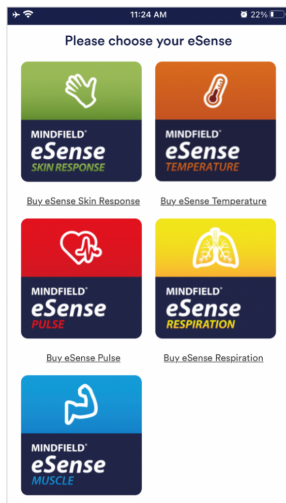 11:24 AM
22%
Please choose your eSense
MINDFIELD®
eSense
SKIN RESPONSE
MINDFIELD®
eSense
TEMPERATURE
Buy eSense Skin Response
Buy eSense Temperature
MINDFIELD®
eSense
PULSE
MINDFIELD®
eSense
RESPIRATION
Buy eSense Pulse
Buy eSense Respiration
MINDFIELD®
eSense
MUSCLE